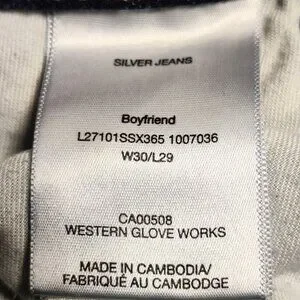 SILVER JEANS
Boyfriend
L27101SSX365 1007036
W30/L29
CA00508
WESTERN GLOVE WORKS
MADE IN CAMBODIA/
FABRIQUÉ AU CAMBODGE